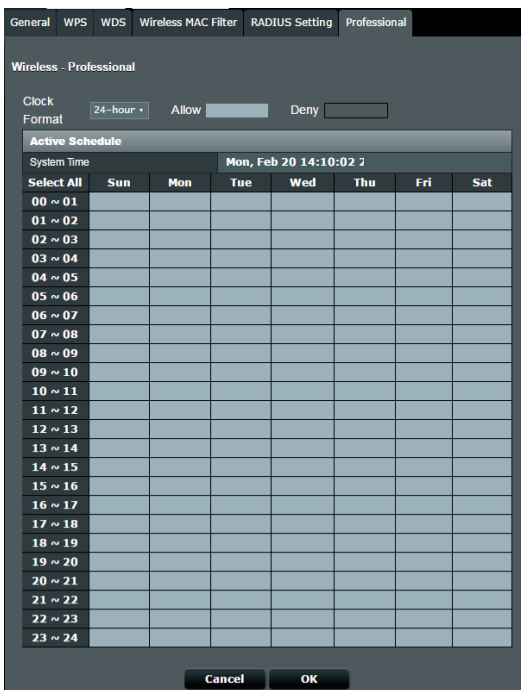 General WPS WDS Wireless MAC Filter RADIUS Setting Professional
Wireless - Professional
Clock Format 24-hour Allow Deny
Active Schedule
System Time Mon, Feb 20 14:10:02 2
Select All Sun Mon Tue Wed Thu Fri Sat
00 ~ 01
01 ~ 02
02 ~ 03
03 ~ 04
04 ~ 05
05 ~ 06
06 ~ 07
07 ~ 08
08 ~ 09
09 ~ 10
10 ~ 11
11 ~ 12
12 ~ 13
13 ~ 14
14 ~ 15
15 ~ 16
16 ~ 17
17 ~ 18
18 ~ 19
19 ~ 20
20 ~ 21
21 ~ 22
22 ~ 23
23 ~ 24
Cancel OK